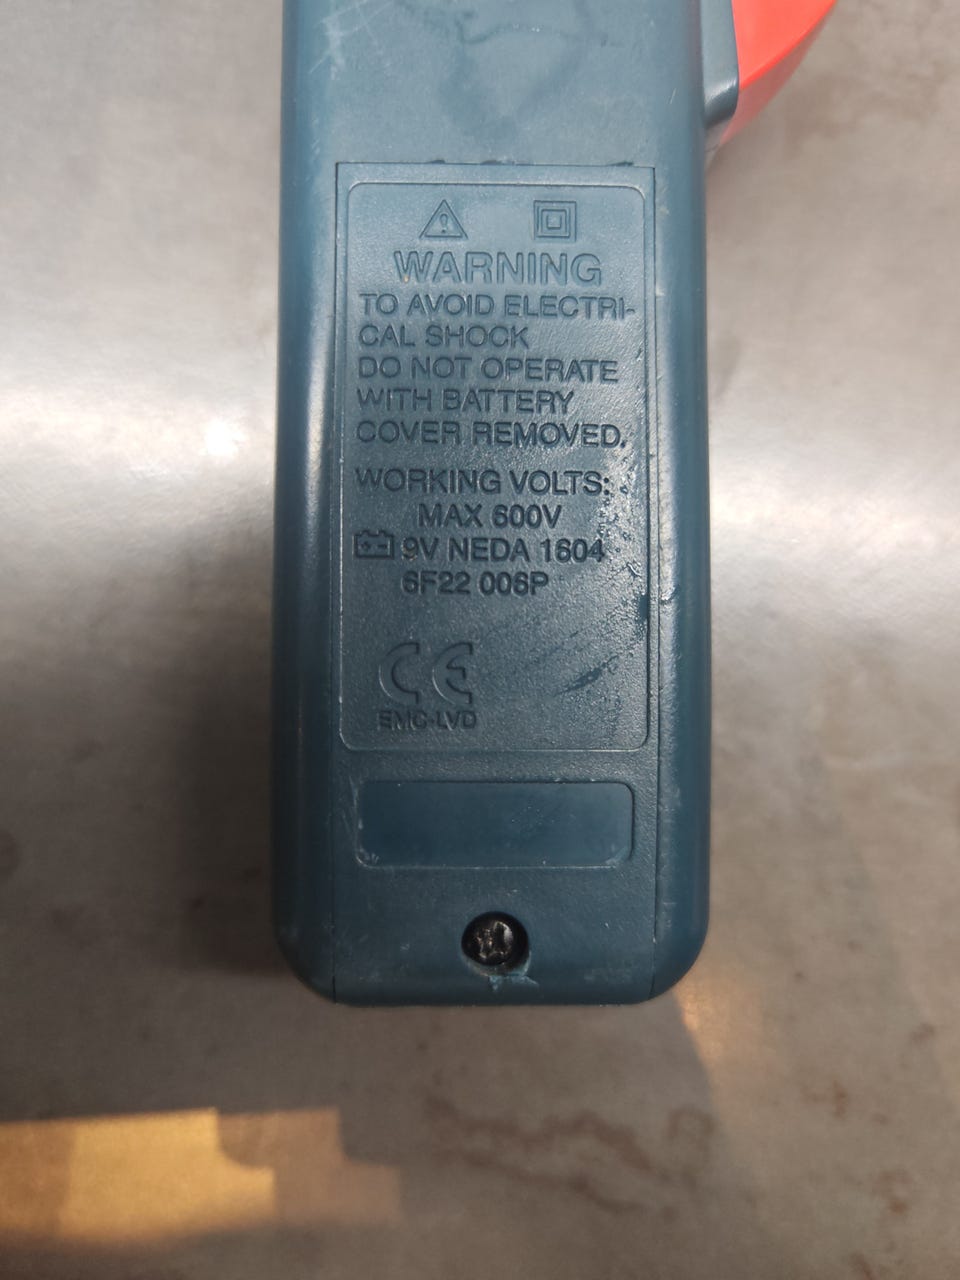 WARNING
TO AVOID ELECTRI-
CAL SHOCK
DO NOT OPERATE
WITH BATTERY
COVER REMOVED.
WORKING VOLTS:
MAX 600V
9V NEDA 1604
6F22 006P
CE
EMC-LVD